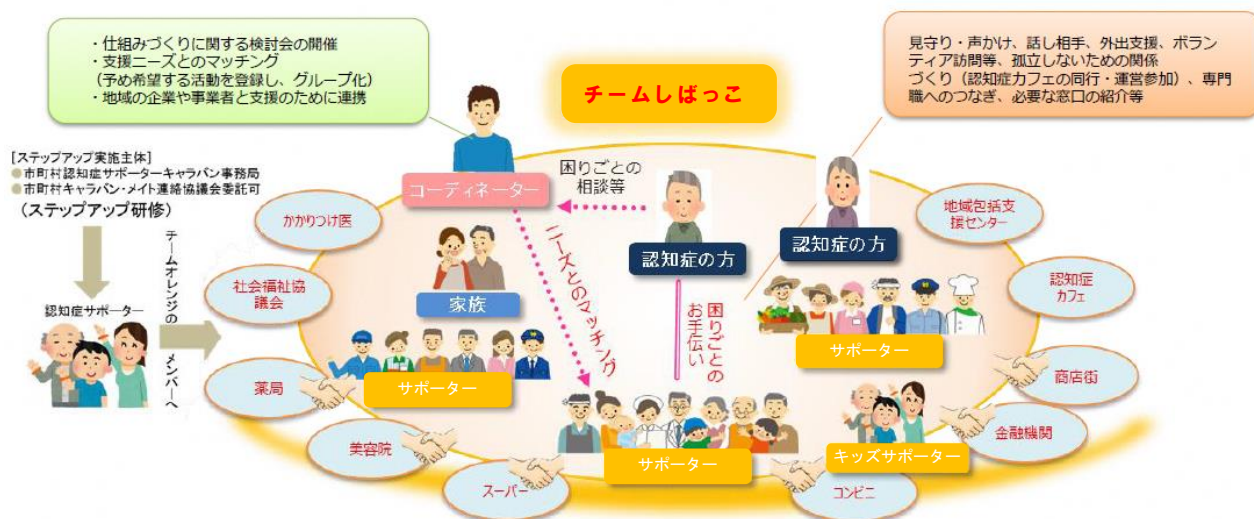 ・仕組みづくりに関する検討会の開催
・支援ニーズとのマッチング
（予め希望する活動を登録し、グループ化）
・地域の企業や事業者と支援のために連携
チームしばっこ
見守り・声かけ、話し相手、外出支援、ボラン
ティア訪問等、孤立しないための関係
づくり（認知症カフェの同行・運営参加）、専門
職へのつなぎ、必要な窓口の紹介等
[ステップアップ実施主体]
●市町村認知症サポーターキャラバン事務局
●市町村キャラバン・メイト連絡協議会委託可
（ステップアップ研修）
認知症サポーター
チームオレンジの
メンバーへ
コーディネーター
困りごとの
相談等
認知症の方
認知症の方
ニーズとのマッチング
困りごとの
お手伝い
家族
サポーター
サポーター
サポーター
キッズサポーター
かかりつけ医
社会福祉協
議会
薬局
美容院
スーパー
コンビニ
金融機関
商店街
認知症
カフェ
地域包括支
援センター